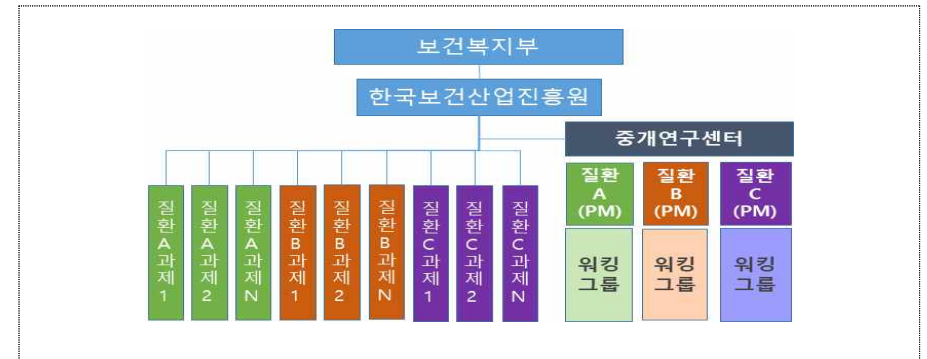 보건복지부
한국보건산업진흥원
중개연구센터
질환
A
(PM)
질환
B
(PM)
질환
C
(PM)
질환A과제1
질환A과제2
질환A과제N
질환B과제1
질환B과제2
질환B과제N
질환C과제1
질환C과제2
질환C과제N
워킹
그룹
워킹
그룹
워킹
그룹